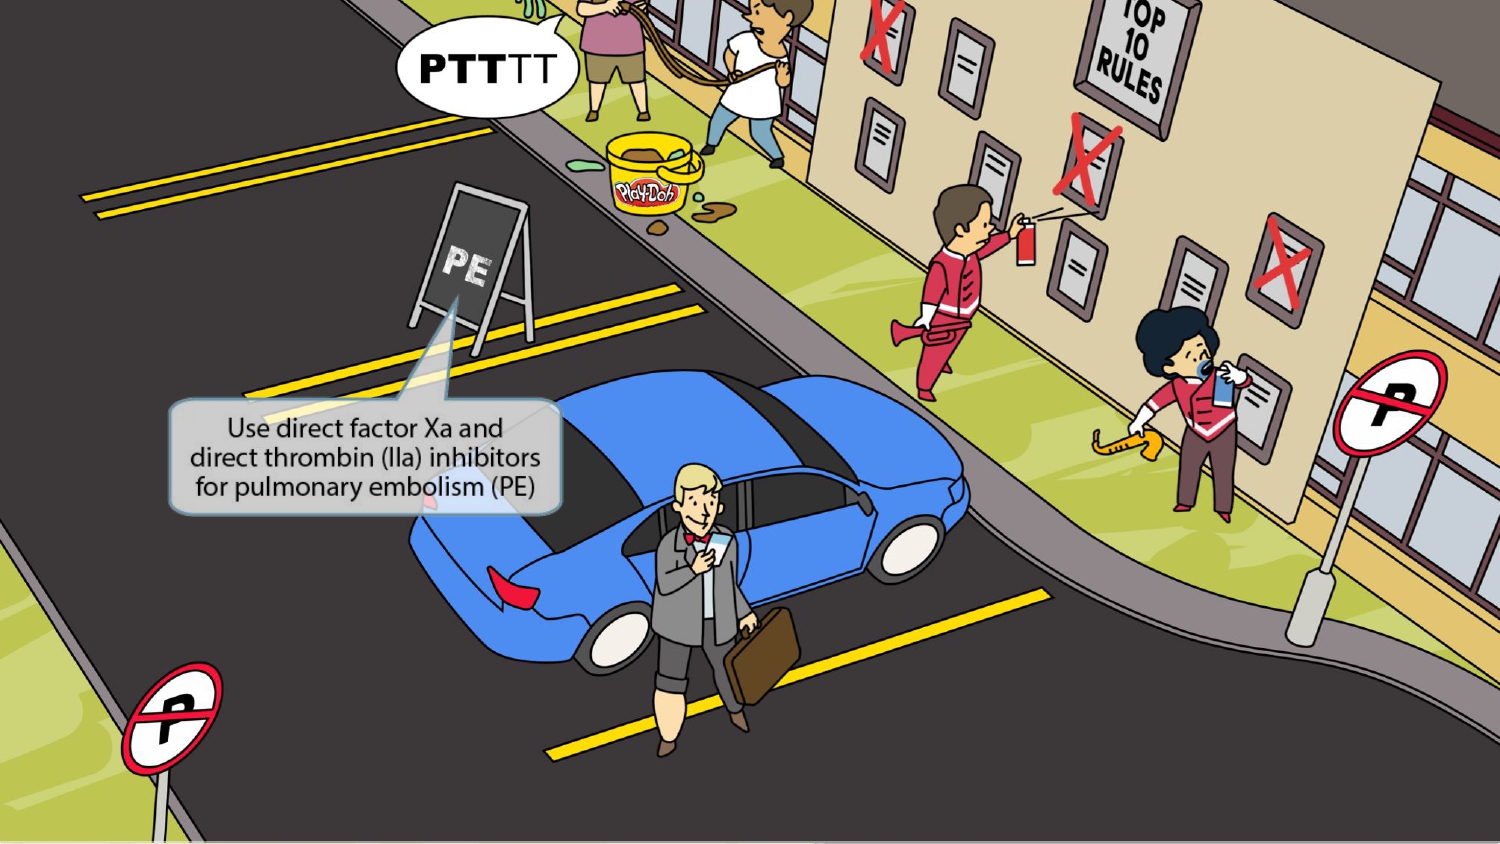 PTTTT
TOP
10
RULES
Play-Doh
PE
Use direct factor Xa and
direct thrombin (IIa) inhibitors
for pulmonary embolism (PE)
P
P